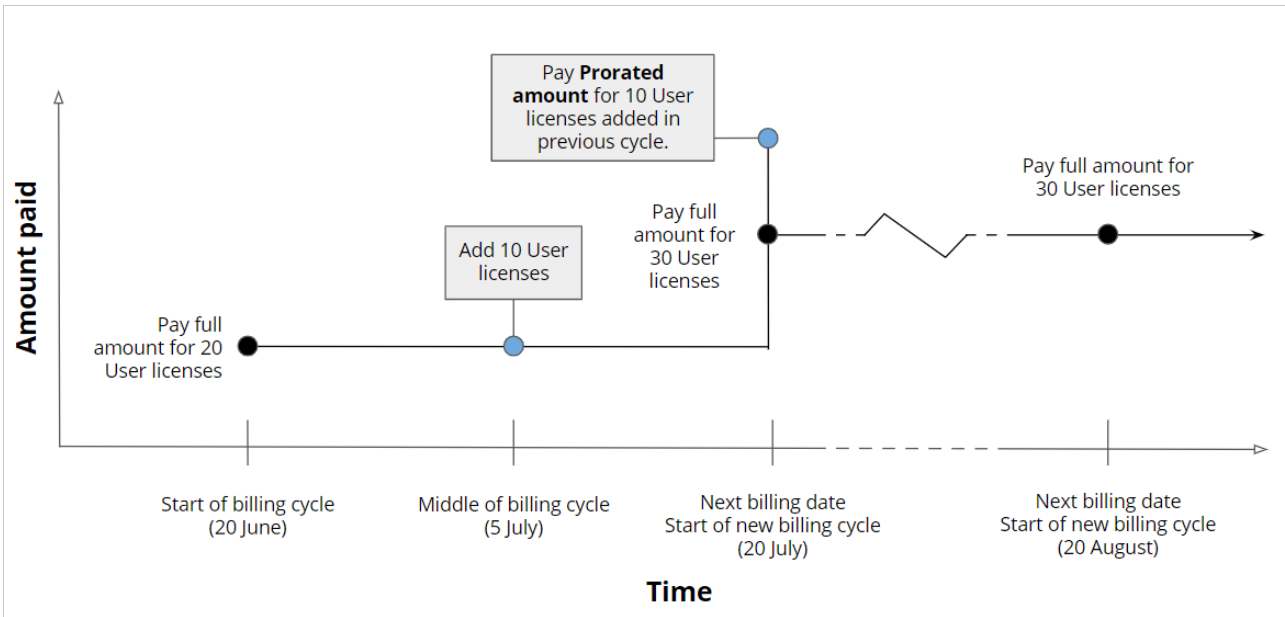 Pay Prorated
amount for 10 User
licenses added in
previous cycle.
Pay full amount for
30 User licenses
Amount paid
Pay full
amount for
30 User
licenses
Add 10 User
licenses
Pay full
amount for 20
User licenses
Start of billing cycle
(20 June)
Middle of billing cycle
(5 July)
Next billing date
Start of new billing cycle
(20 July)
Next billing date
Start of new billing cycle
(20 August)
Time